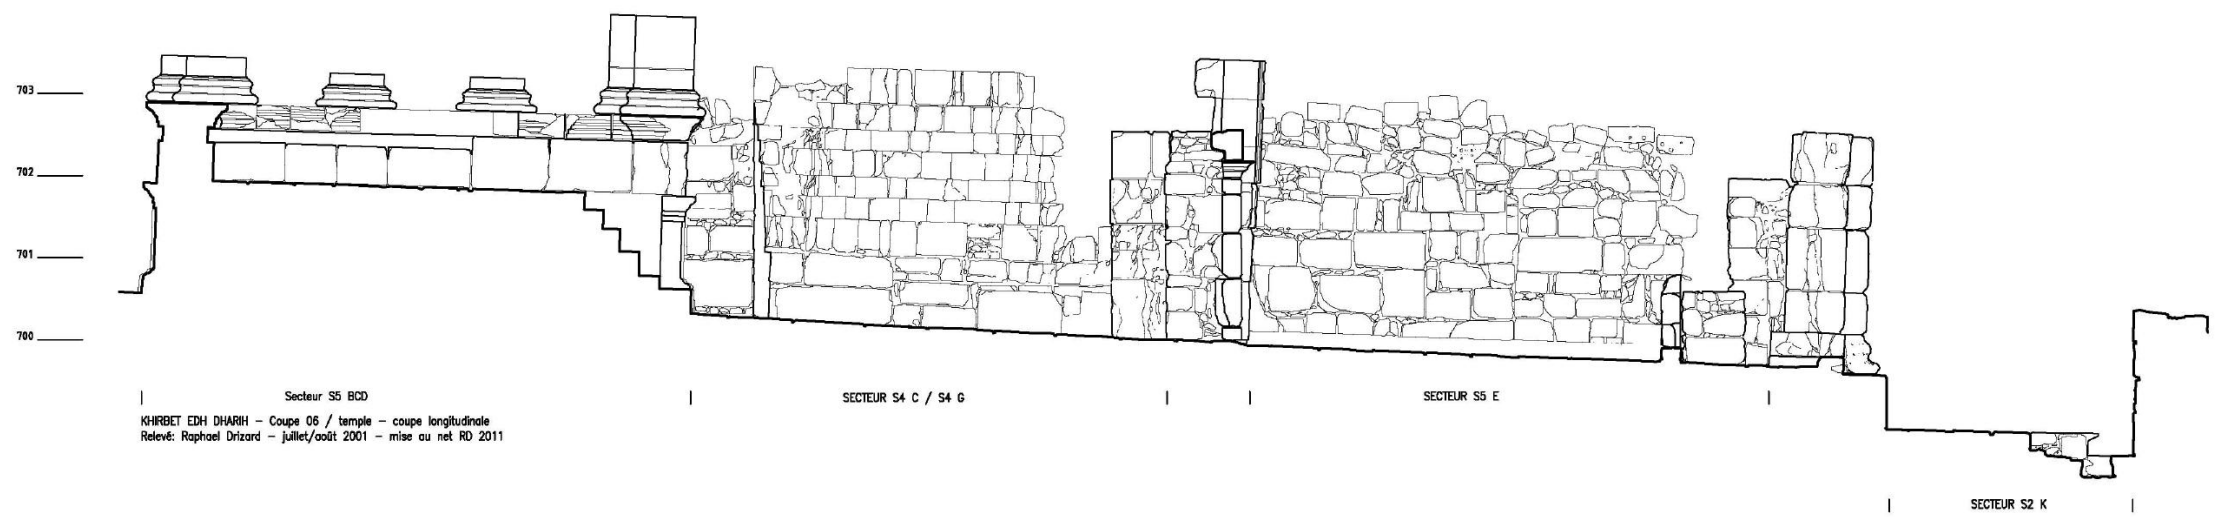 703
702
701
700
Secteur S5 BCD
SECTEUR S4 C / S4 G
SECTEUR S5 E
KHIRBET EDH DHARIH – Coupe 06 / temple – coupe longitudinale
Relevé: Raphael Drizard – juillet/août 2001 – mise au net RD 2011
SECTEUR S2 K